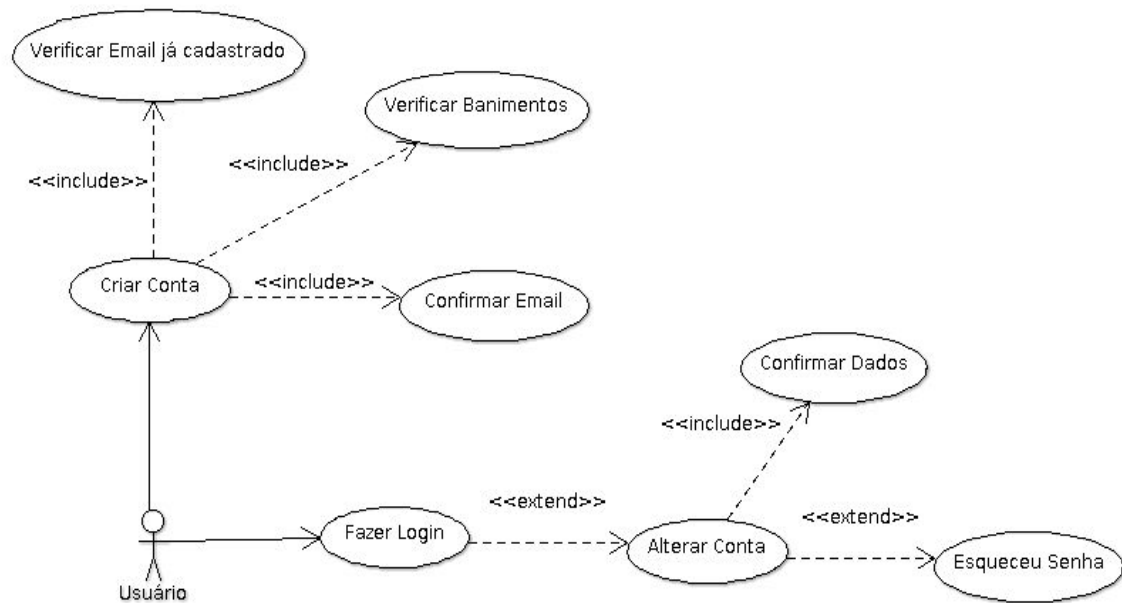 Verificar Email já cadastrado
Verificar Banimentos
<<include>>
<<include>>
Criar Conta
<<include>>
Confirmar Email
Confirmar Dados
<<include>>
<<extend>>
<<extend>>
Fazer Login
Alterar Conta
Esqueceu Senha
Usuário